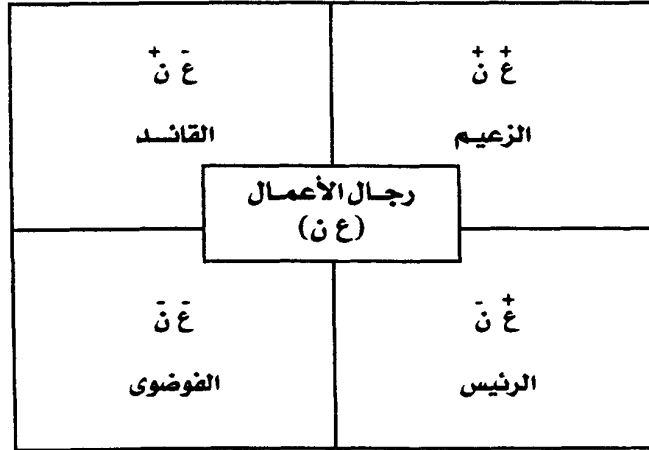 ع+ ن+
الزعيم
ع- ن+
القائد
رجال الأعمال
(ع ن)
ع+ ن-
الرئيس
ع- ن-
الفوضوى